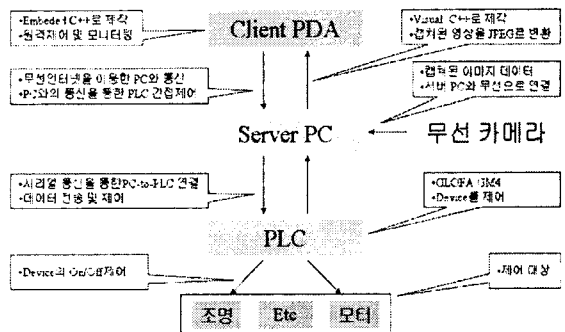 •Embeded C++로 제작
•원격제어 및 모니터링
Client PDA
•Visual C++로 제작
•캡쳐된 영상을 JPEG로 변환
•무선인터넷을 이용한 PC와 통신
•PC와의 통신을 통한 PLC 간접제어
•캡쳐된 이미지 데이터
•서버 PC와 무선으로 연결
Server PC
무선 카메라
•시리얼 통신을 통한 PC-to-PLC 연결
•데이터 전송 및 제어
•GLOFA GM4
•Device를 제어
PLC
•Device의 On/Off제어
•제어 대상
조명
Etc
모터